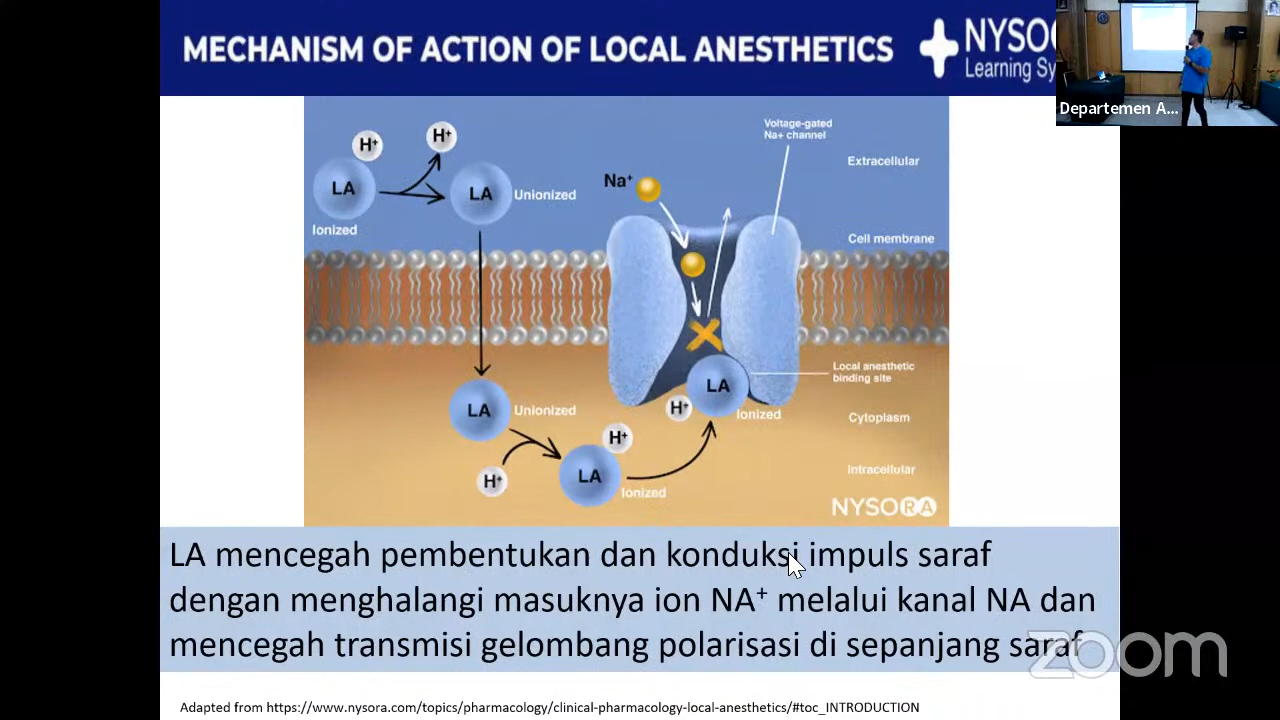 MECHANISM OF ACTION OF LOCAL ANESTHETICS
NYSO
Learning Sy
Departemen A...
H+
H+
LA
LA
Unionized
Ionized
Na+
Voltage-gated
Na+ channel
Extracellular
Cell membrane
LA
Unionized
H+
H+
LA
Ionized
LA
H+
Ionized
Local anesthetic
binding site
Cytoplasm
Intracellular
NYSORA
LA mencegah pembentukan dan konduksi impuls saraf
dengan menghalangi masuknya ion NA+ melalui kanal NA dan
mencegah transmisi gelombang polarisasi di sepanjang saraf
zoom
Adapted from https://www.nysora.com/topics/pharmacology/clinical-pharmacology-local-anesthetics/#toc_INTRODUCTION